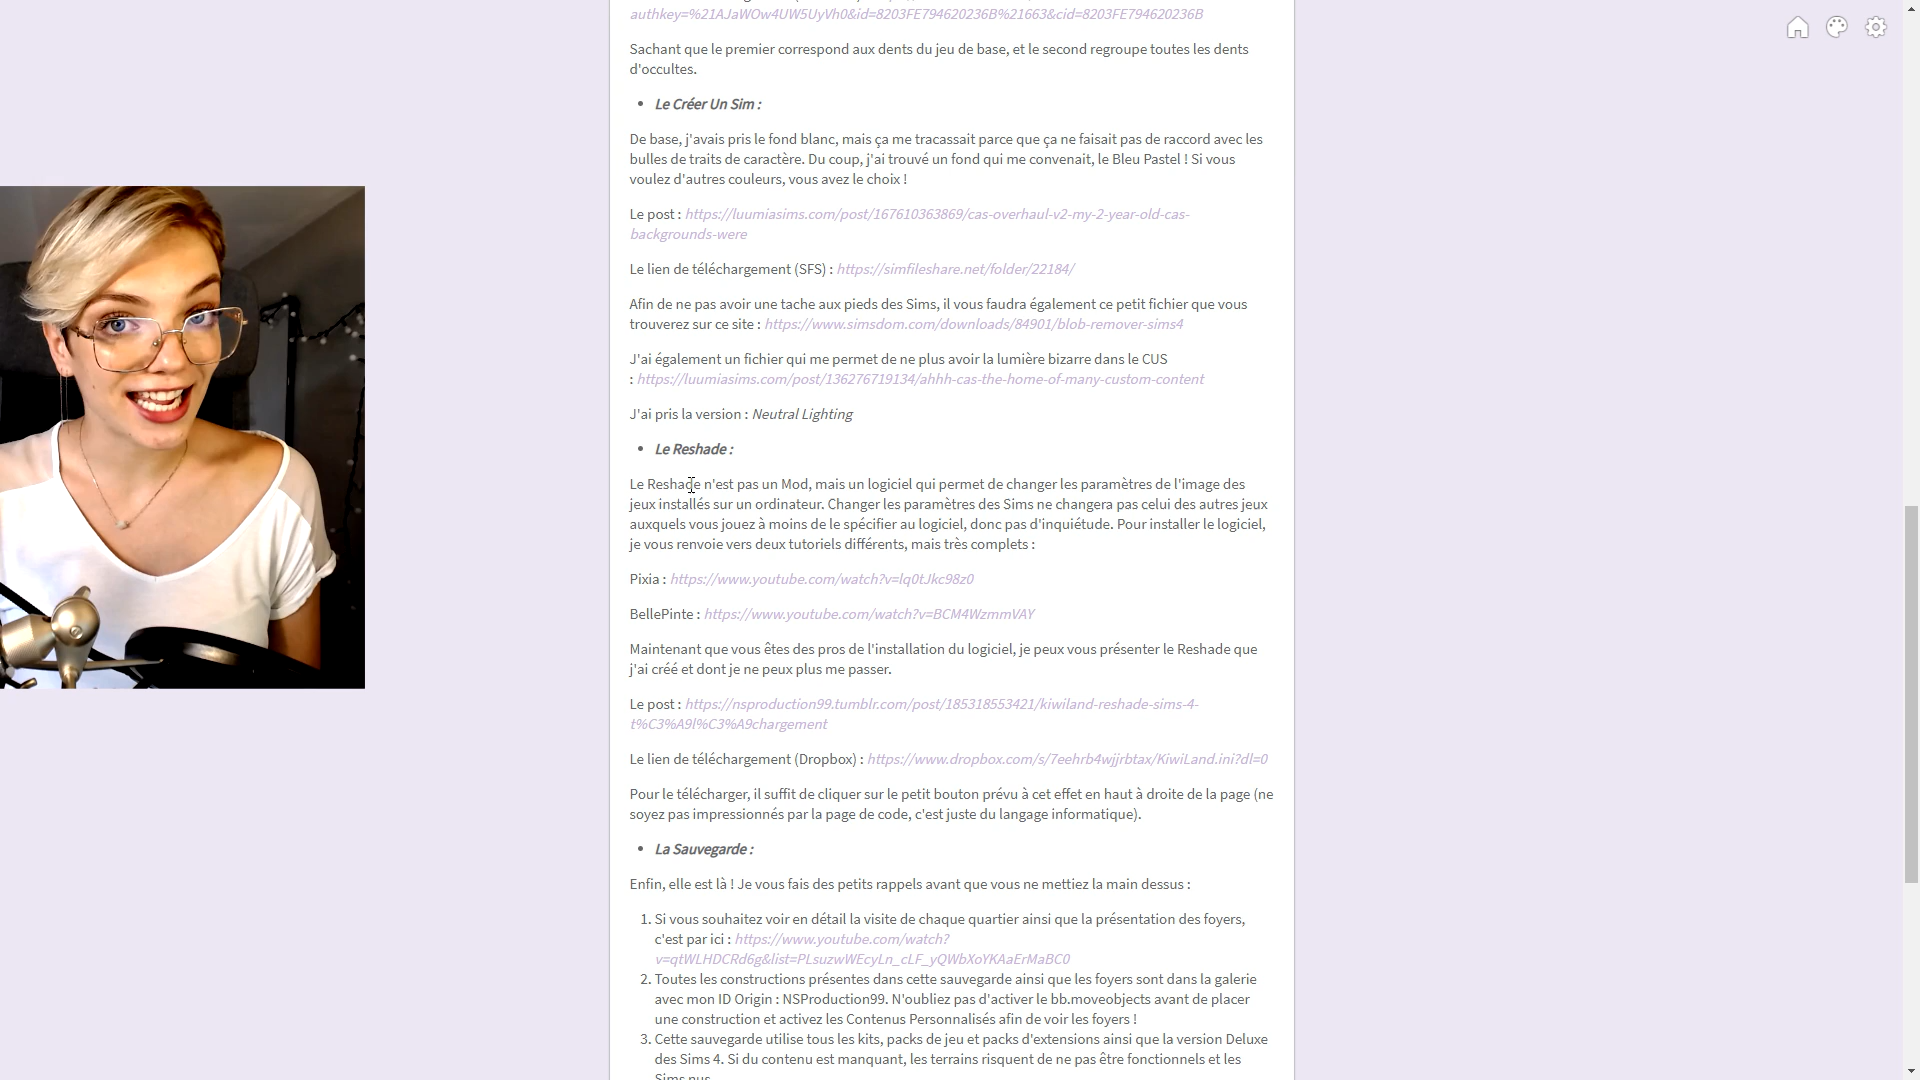 authkey=%21AJaWOw4UW5UyVh0&id=8203FE794620236B%21663&cid=8203FE794620236B
Sachant que le premier correspond aux dents du jeu de base, et le second regroupe toutes les dents
d'occultes.
• Le Créer Un Sim :
De base, j'avais pris le fond blanc, mais ça me tracassait parce que ça ne faisait pas de raccord avec les
bulles de traits de caractère. Du coup, j'ai trouvé un fond qui me convenait, le Bleu Pastel ! Si vous
voulez d'autres couleurs, vous avez le choix !
Le post : https://luumiasims.com/post/167610363869/cas-overhaul-v2-my-2-year-old-cas-
backgrounds-were
Le lien de téléchargement (SFS) : https://simfileshare.net/folder/22184/
Afin de ne pas avoir une tache aux pieds des Sims, il vous faudra également ce petit fichier que vous
trouverez sur ce site : https://www.simsdom.com/downloads/84901/blob-remover-sims4
J'ai également un fichier qui me permet de ne plus avoir la lumière bizarre dans le CUS
: https://luumiasims.com/post/136276719134/ahhh-cas-the-home-of-many-custom-content
J'ai pris la version : Neutral Lighting
• Le Reshade :
Le Reshade n'est pas un Mod, mais un logiciel qui permet de changer les paramètres de l'image des
jeux installés sur un ordinateur. Changer les paramètres des Sims ne changera pas celui des autres jeux
auxquels vous jouez à moins de le spécifier au logiciel, donc pas d'inquiétude. Pour installer le logiciel,
je vous renvoie vers deux tutoriels différents, mais très complets :
Pixia : https://www.youtube.com/watch?v=lq0tJkc98z0
BellePinte : https://www.youtube.com/watch?v=BCM4WzmmVAY
Maintenant que vous êtes des pros de l'installation du logiciel, je peux vous présenter le Reshade que
j'ai créé et dont je ne peux plus me passer.
Le post : https://nsproduction99.tumblr.com/post/185318553421/kiwiland-reshade-sims-4-
t%C3%A9l%C3%A9chargement
Le lien de téléchargement (Dropbox) : https://www.dropbox.com/s/7eehrb4wjjrbtax/KiwiLand.ini?dl=0
Pour le télécharger, il suffit de cliquer sur le petit bouton prévu à cet effet en haut à droite de la page (ne
soyez pas impressionnés par la page de code, c'est juste du langage informatique).
• La Sauvegarde :
Enfin, elle est là ! Je vous fais des petits rappels avant que vous ne mettiez la main dessus :
1. Si vous souhaitez voir en détail la visite de chaque quartier ainsi que la présentation des foyers,
c'est par ici : https://www.youtube.com/watch?
v=qtWLHDCRd6g&list=PLsuzwWEcyLn_cLF_yQWbXoYKAaErMaBC0
2. Toutes les constructions présentes dans cette sauvegarde ainsi que les foyers sont dans la galerie
avec mon ID Origin : NSProduction99. N'oubliez pas d'activer le bb.moveobjects avant de placer
une construction et activez les Contenus Personnalisés afin de voir les foyers !
3. Cette sauvegarde utilise tous les kits, packs de jeu et packs d'extensions ainsi que la version Deluxe
des Sims 4. Si du contenu est manquant, les terrains risquent de ne pas être fonctionnels et les
Sims nus